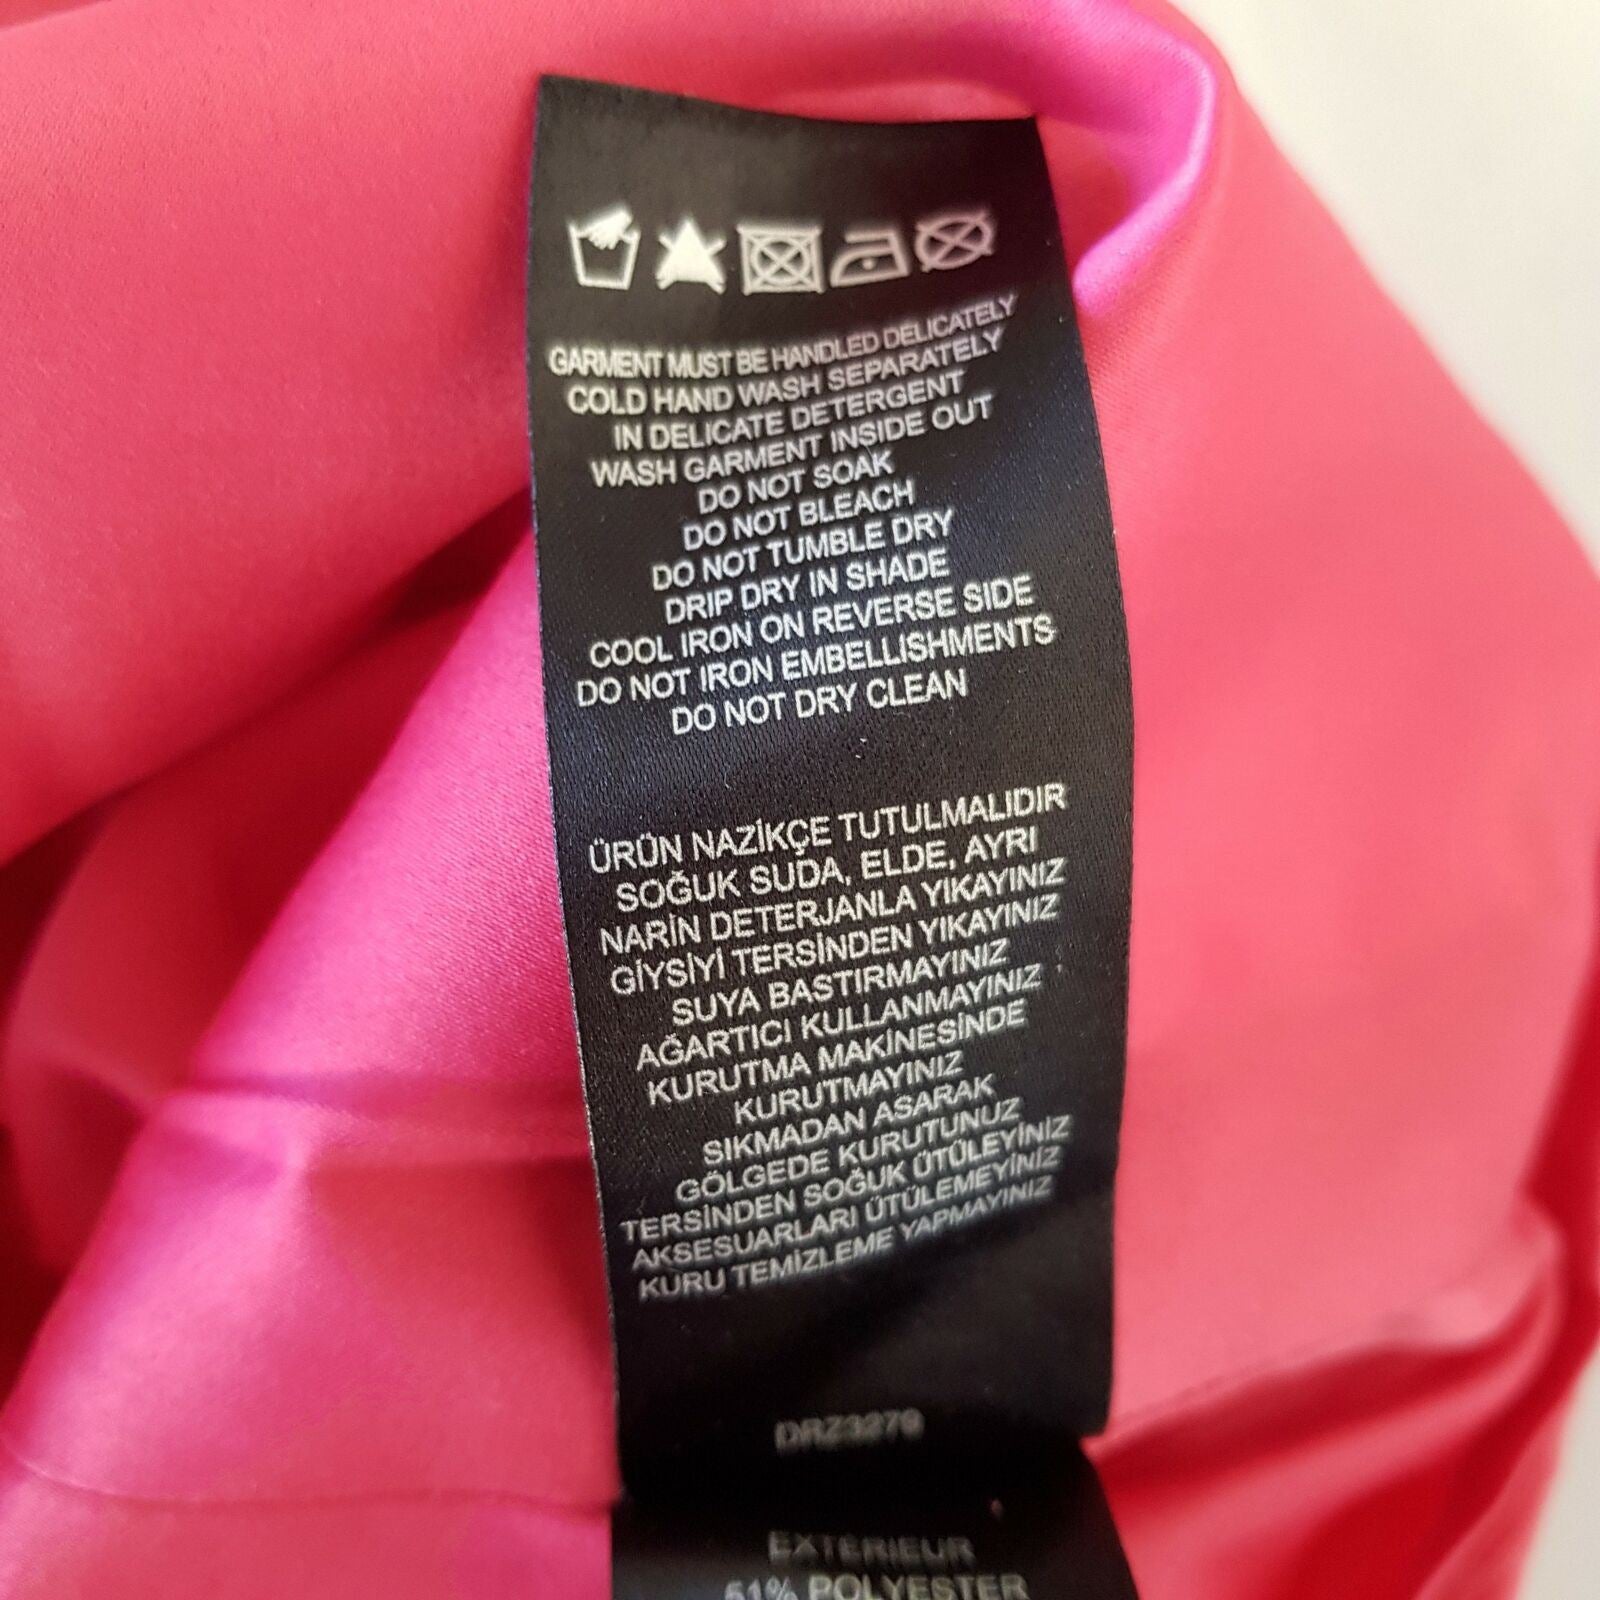 GARMENT MUST BE HANDLED DELICATELY
COLD HAND WASH SEPARATELY
IN DELICATE DETERGENT
WASH GARMENT INSIDE OUT
DO NOT SOAK
DO NOT BLEACH
DO NOT TUMBLE DRY
DRIP DRY IN SHADE
COOL IRON ON REVERSE SIDE
DO NOT IRON EMBELLISHMENTS
DO NOT DRY CLEAN
ÜRÜN NAZİKÇE TUTULMALIDIR
SOĞUK SUDA, ELDE, AYRI
NARİN DETERJANLA YIKAYINIZ
GİYSİYİ TERSİNDEN YIKAYINIZ
SUYA BASTIRMAYINIZ
AĞARTICI KULLANMAYINIZ
KURUTMA MAKİNESİNDE
KURUTMAYINIZ
SIKMADAN ASARAK
GÖLGEDE KURUTUNUZ
TERSİNDEN SOĞUK ÜTÜLEYİNİZ
AKSESUARLARI ÜTÜLEMEYİNİZ
KURU TEMİZLEME YAPMAYINIZ
EXTERIEUR
51% POLYESTER